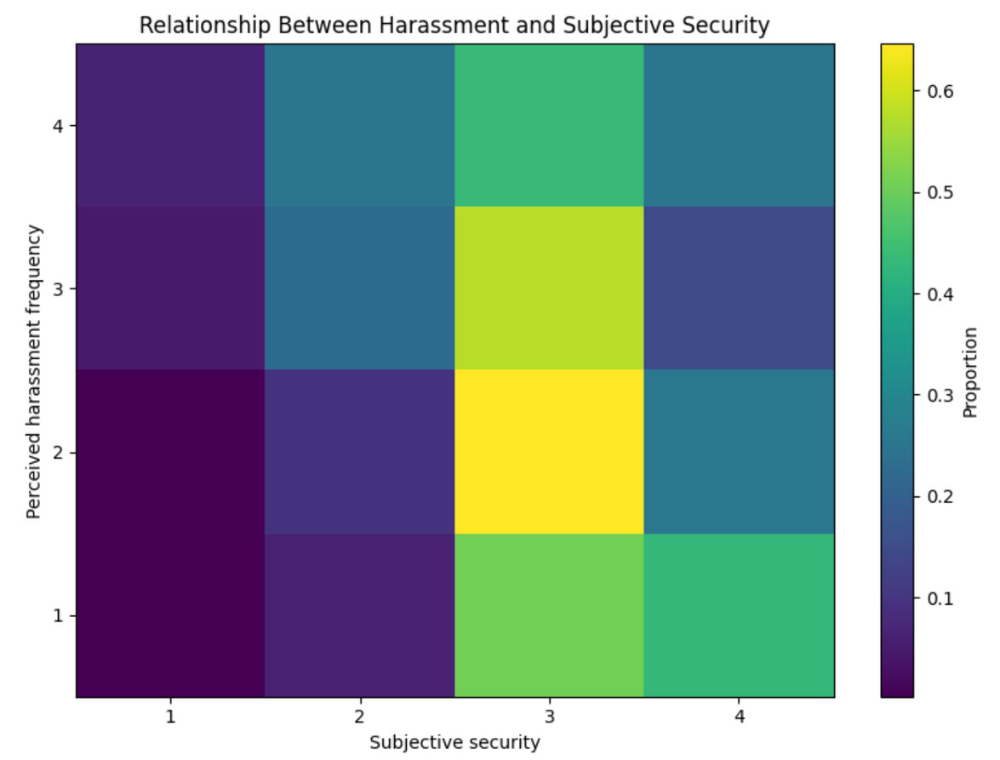 Relationship Between Harassment and Subjective Security
4
3
2
1
Perceived harassment frequency
1 2 3 4
Subjective security
0.6
0.5
0.4
0.3
0.2
0.1
Proportion